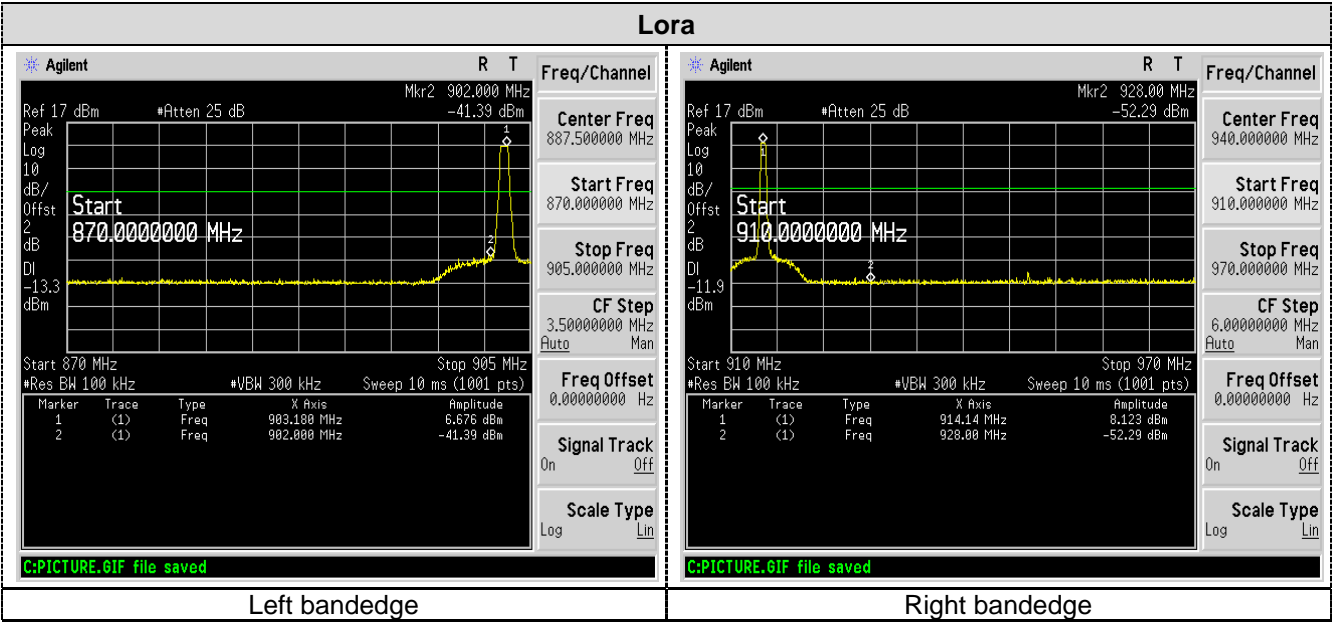 Lora
Agilent R T
Mkr2 902.000 MHz
Ref 17 dBm #Atten 25 dB -41.39 dBm
Peak
Log
10
dB/
Offst
2
dB
DI
-13.3
dBm
1
2
Start
870.0000000 MHz
Start 870 MHz Stop 905 MHz
#Res BW 100 kHz #VBW 300 kHz Sweep 10 ms (1001 pts)
Marker Trace Type X Axis Amplitude
1 (1) Freq 903.180 MHz 6.676 dBm
2 (1) Freq 902.000 MHz -41.39 dBm
C:PICTURE.GIF file saved
Freq/Channel
Center Freq
887.500000 MHz
Start Freq
870.000000 MHz
Stop Freq
905.000000 MHz
CF Step
3.50000000 MHz
Auto Man
Freq Offset
0.00000000 Hz
Signal Track
On Off
Scale Type
Log Lin
Left bandedge
Agilent R T
Mkr2 928.00 MHz
Ref 17 dBm #Atten 25 dB -52.29 dBm
Peak
Log
10
dB/
Offst
2
dB
DI
-11.9
dBm
1
2
Start
910.0000000 MHz
Start 910 MHz Stop 970 MHz
#Res BW 100 kHz #VBW 300 kHz Sweep 10 ms (1001 pts)
Marker Trace Type X Axis Amplitude
1 (1) Freq 914.14 MHz 8.123 dBm
2 (1) Freq 928.00 MHz -52.29 dBm
C:PICTURE.GIF file saved
Freq/Channel
Center Freq
940.000000 MHz
Start Freq
910.000000 MHz
Stop Freq
970.000000 MHz
CF Step
6.00000000 MHz
Auto Man
Freq Offset
0.00000000 Hz
Signal Track
On Off
Scale Type
Log Lin
Right bandedge